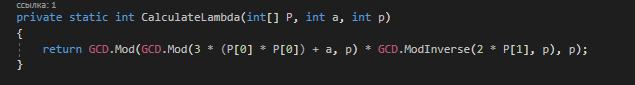 ссылка: 1
private static int CalculateLambda(int[] P, int a, int p)
{
return GCD.Mod(GCD.Mod(3 * (P[0] * P[0]) + a, p) * GCD.ModInverse(2 * P[1], p), p);
}